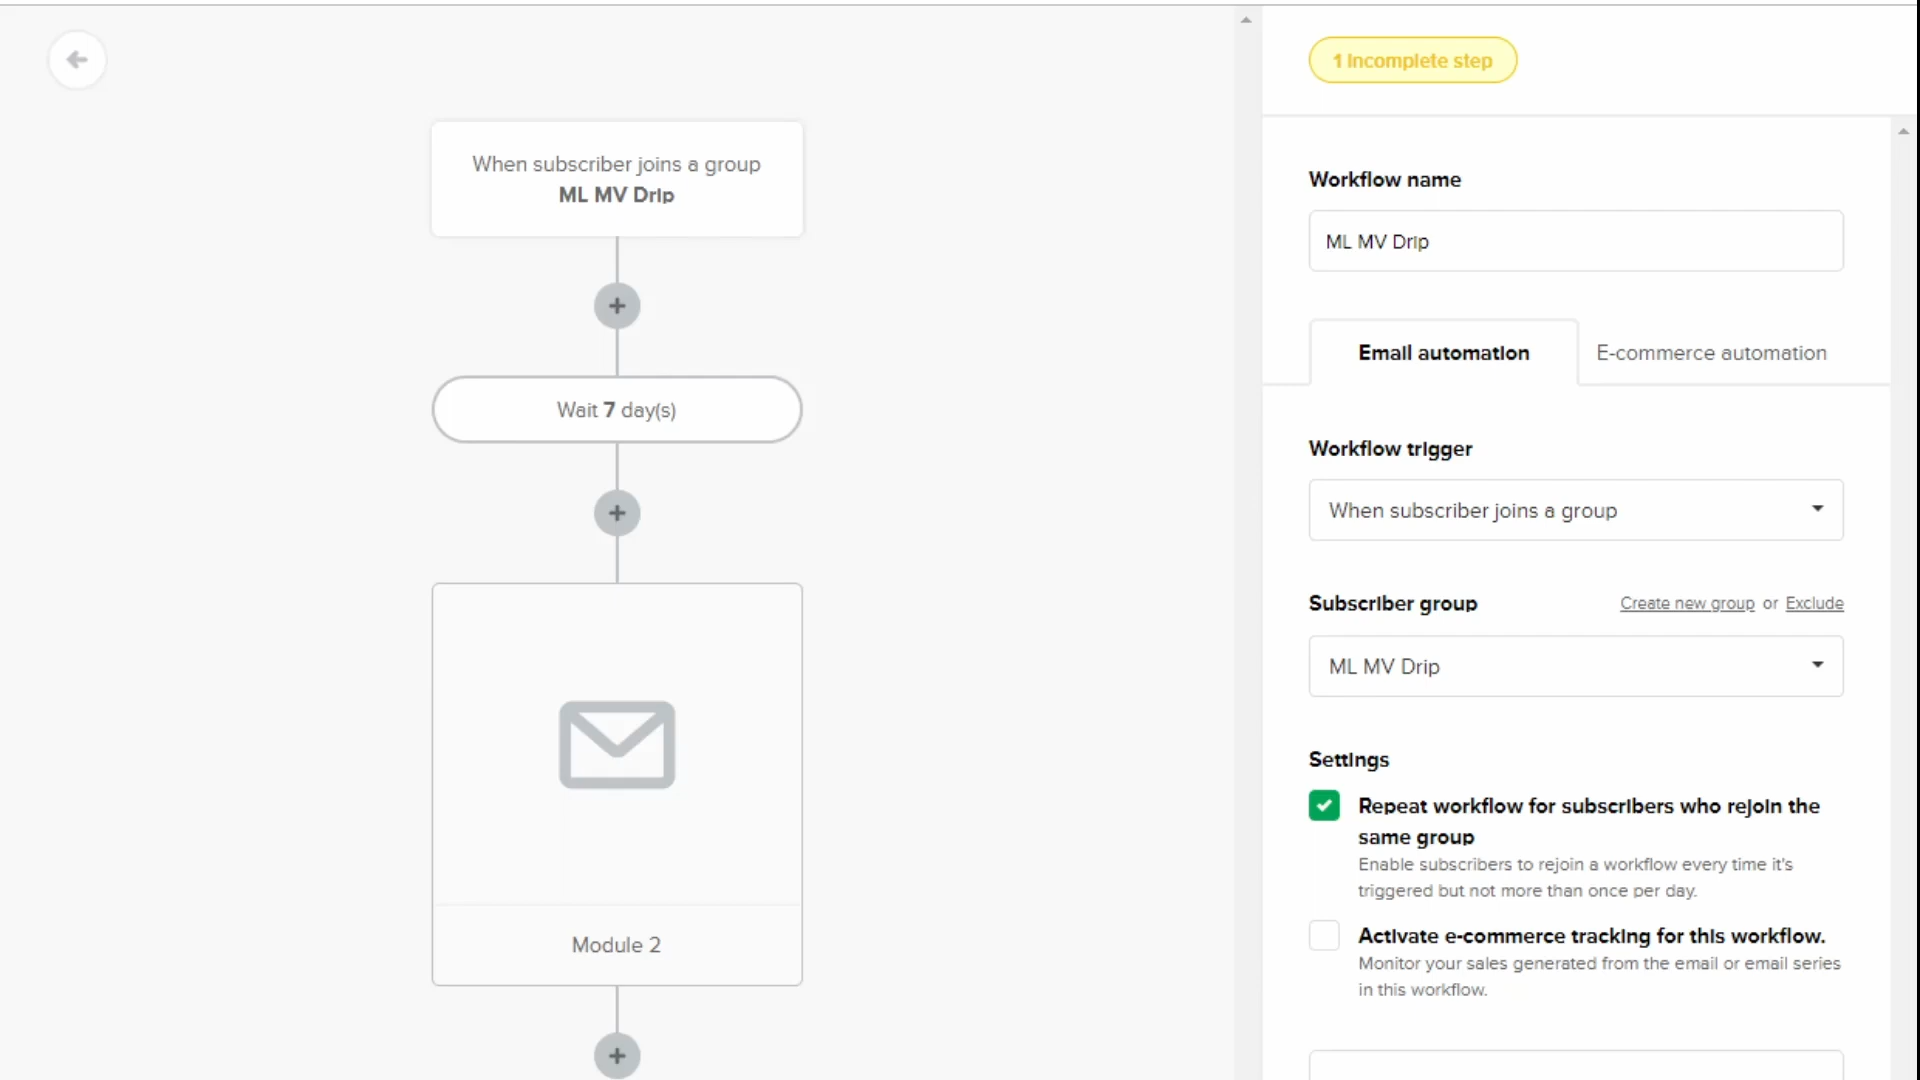 When subscriber joins a group
ML MV Drip
+
Wait 7 day(s)
+
Module 2
+
1 Incomplete step
Workflow name
ML MV Drip
Email automation
E-commerce automation
Workflow trigger
When subscriber joins a group
Subscriber group
Create new group or Exclude
ML MV Drip
Settings
Repeat workflow for subscribers who rejoin the
same group
Enable subscribers to rejoin a workflow every time it's
triggered but not more than once per day.
Activate e-commerce tracking for this workflow.
Monitor your sales generated from the email or email series
in this workflow.